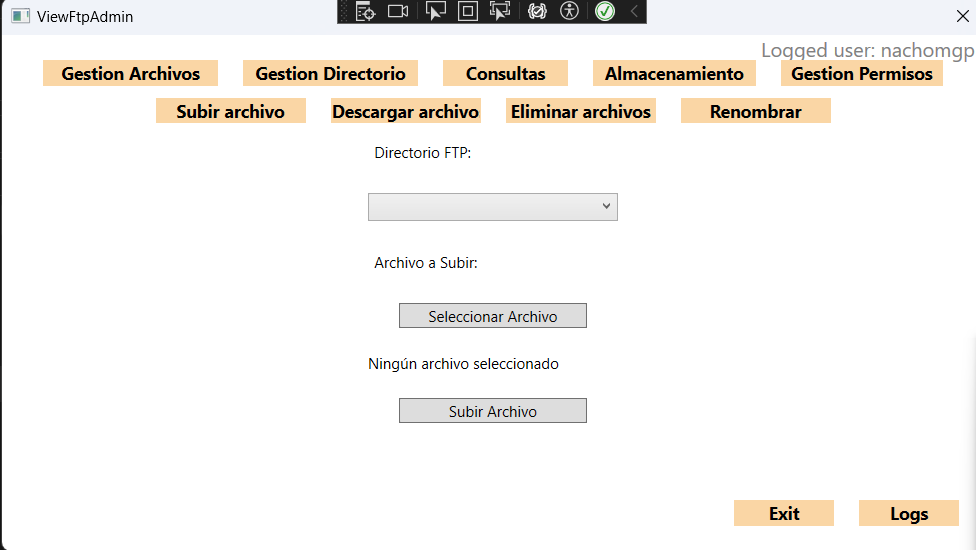 ViewFtpAdmin
Logged user: nachomgp
Gestion Archivos Gestion Directorio Consultas Almacenamiento Gestion Permisos
Subir archivo Descargar archivo Eliminar archivos Renombrar
Directorio FTP:
Archivo a Subir:
Seleccionar Archivo
Ningún archivo seleccionado
Subir Archivo
Exit Logs